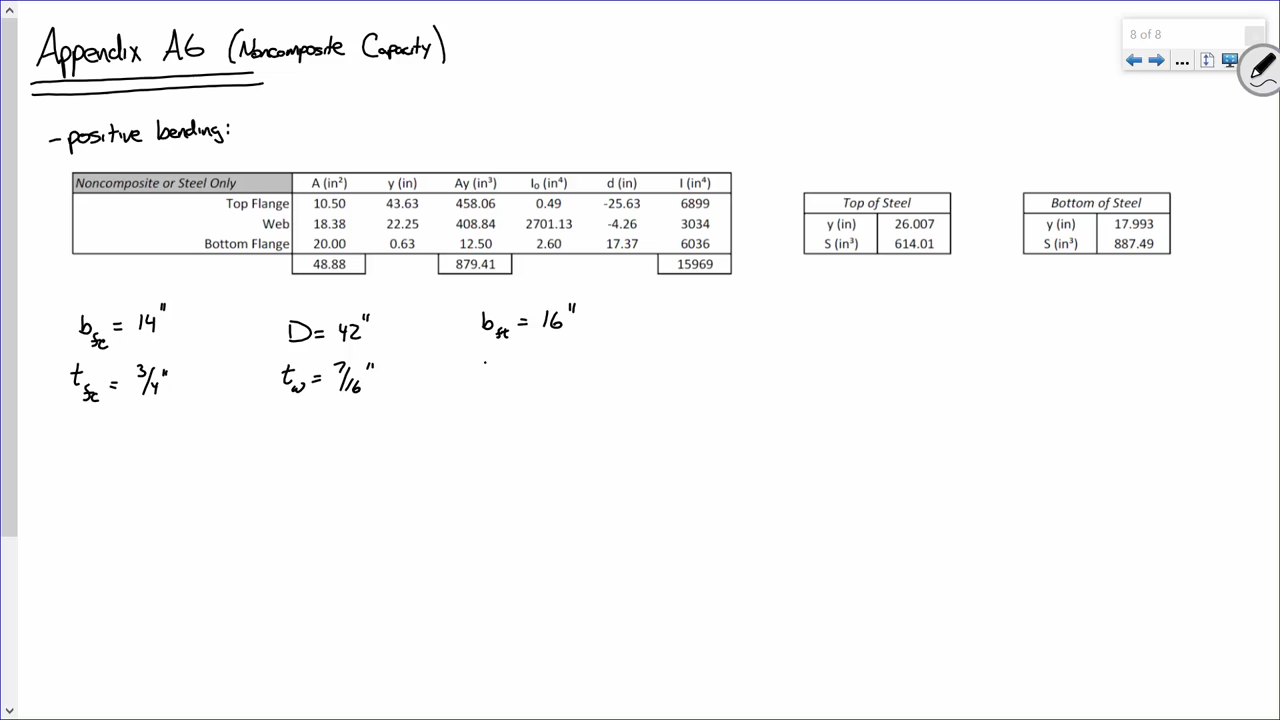 Appendix A6 (Noncomposite Capacity)
8 of 8
- positive bending:
Noncomposite or Steel Only A (in²) y (in) Ay (in³) I₀ (in⁴) d (in) I (in⁴)
Top Flange 10.50 43.63 458.06 0.49 -25.63 6899
Web 18.38 22.25 408.84 2701.13 -4.26 3034
Bottom Flange 20.00 0.63 12.50 2.60 17.37 6036
48.88 879.41 15969
Top of Steel
y (in) 26.007
S (in³) 614.01
Bottom of Steel
y (in) 17.993
S (in³) 887.49
b_fc = 14" D = 42" b_ft = 16"
t_fc = 3/4" t_w = 7/16"